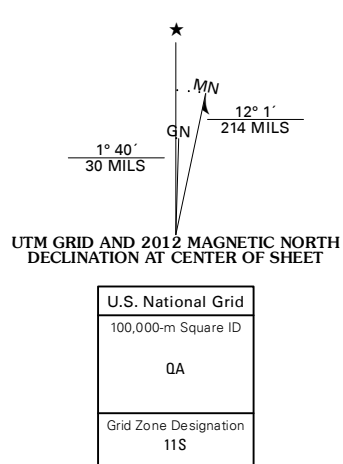 ★
MN
12° 1´
214 MILS
GN
1° 40´
30 MILS
UTM GRID AND 2012 MAGNETIC NORTH
DECLINATION AT CENTER OF SHEET
U.S. National Grid
100,000-m Square ID
QA
Grid Zone Designation
11S